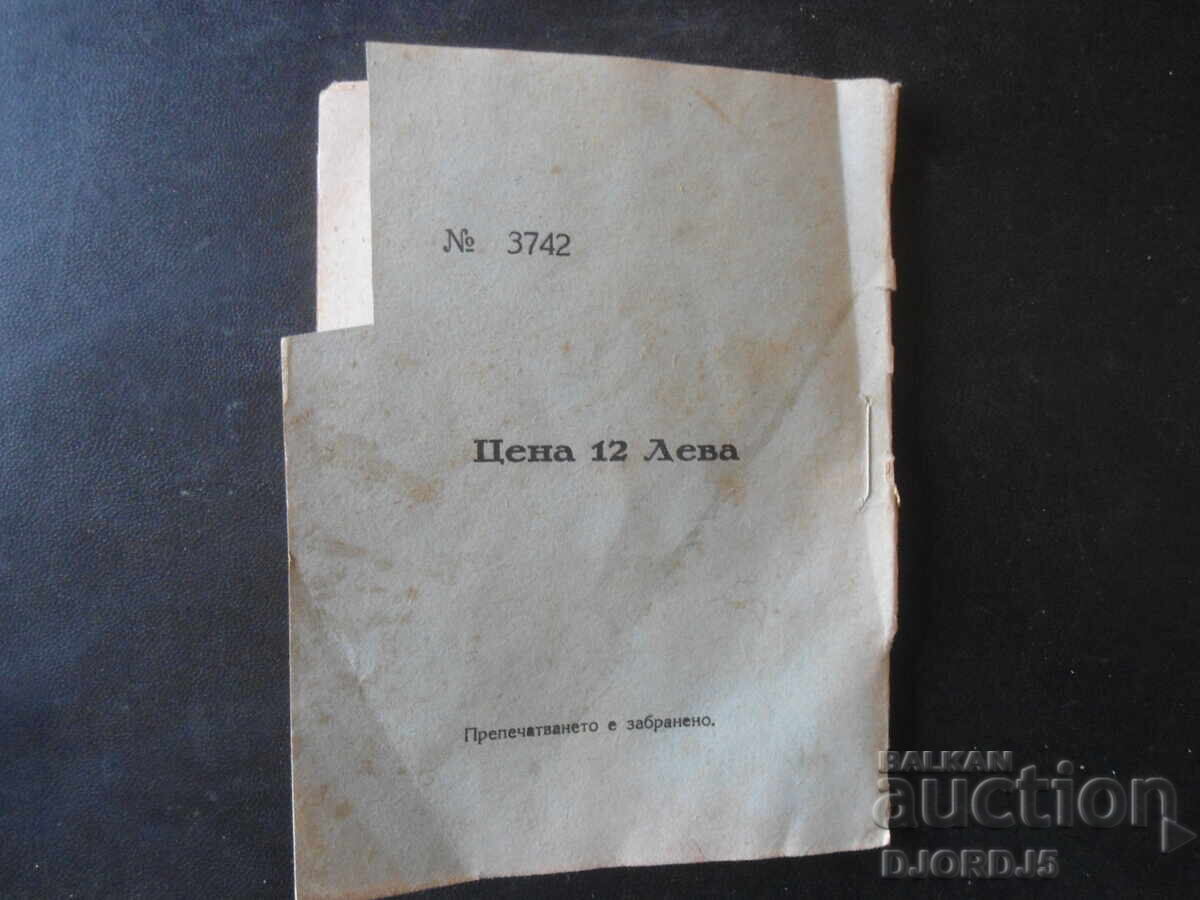 № 3742
Цена 12 Лева
Препечатването е забранено.
BALKAN
auction
DJORDJ5